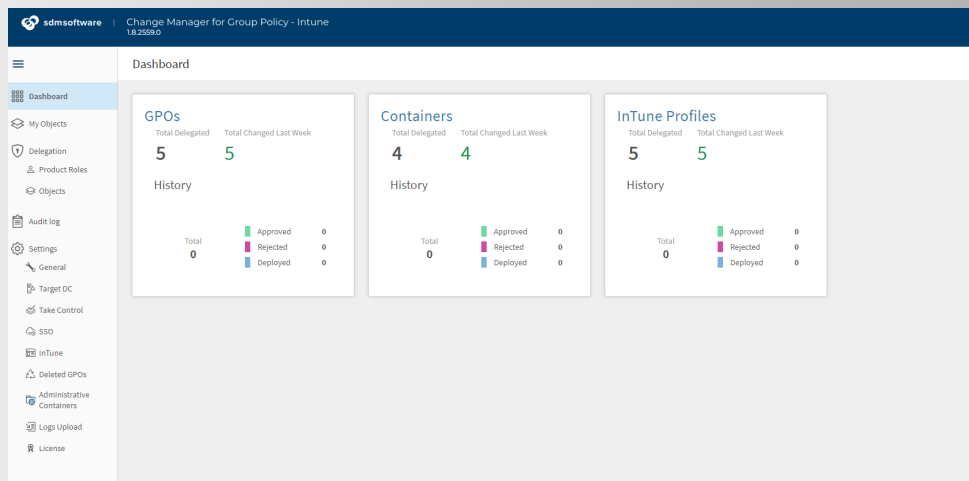 sdmsoftware | Change Manager for Group Policy - Intune
1.8.2559.0
Dashboard
Dashboard
My Objects
Delegation
Product Roles
Objects
Audit log
Settings
General
Target DC
Take Control
SSO
InTune
Deleted GPOs
Administrative
Containers
Logs Upload
License
GPOs
Total Delegated Total Changed Last Week
5 5
History
Total
0
Approved 0
Rejected 0
Deployed 0
Containers
Total Delegated Total Changed Last Week
4 4
History
Total
0
Approved 0
Rejected 0
Deployed 0
InTune Profiles
Total Delegated Total Changed Last Week
5 5
History
Total
0
Approved 0
Rejected 0
Deployed 0